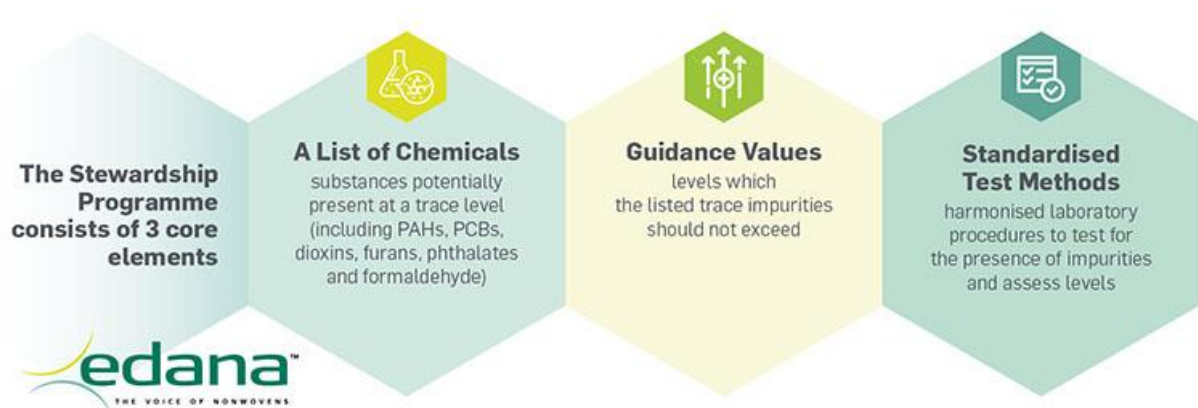 The Stewardship
Programme
consists of 3 core
elements
A List of Chemicals
substances potentially
present at a trace level
(including PAHs, PCBs,
dioxins, furans, phthalates
and formaldehyde)
Guidance Values
levels which
the listed trace impurities
should not exceed
Standardised
Test Methods
harmonised laboratory
procedures to test for
the presence of impurities
and assess levels
edana™
THE VOICE OF NONWOVENS